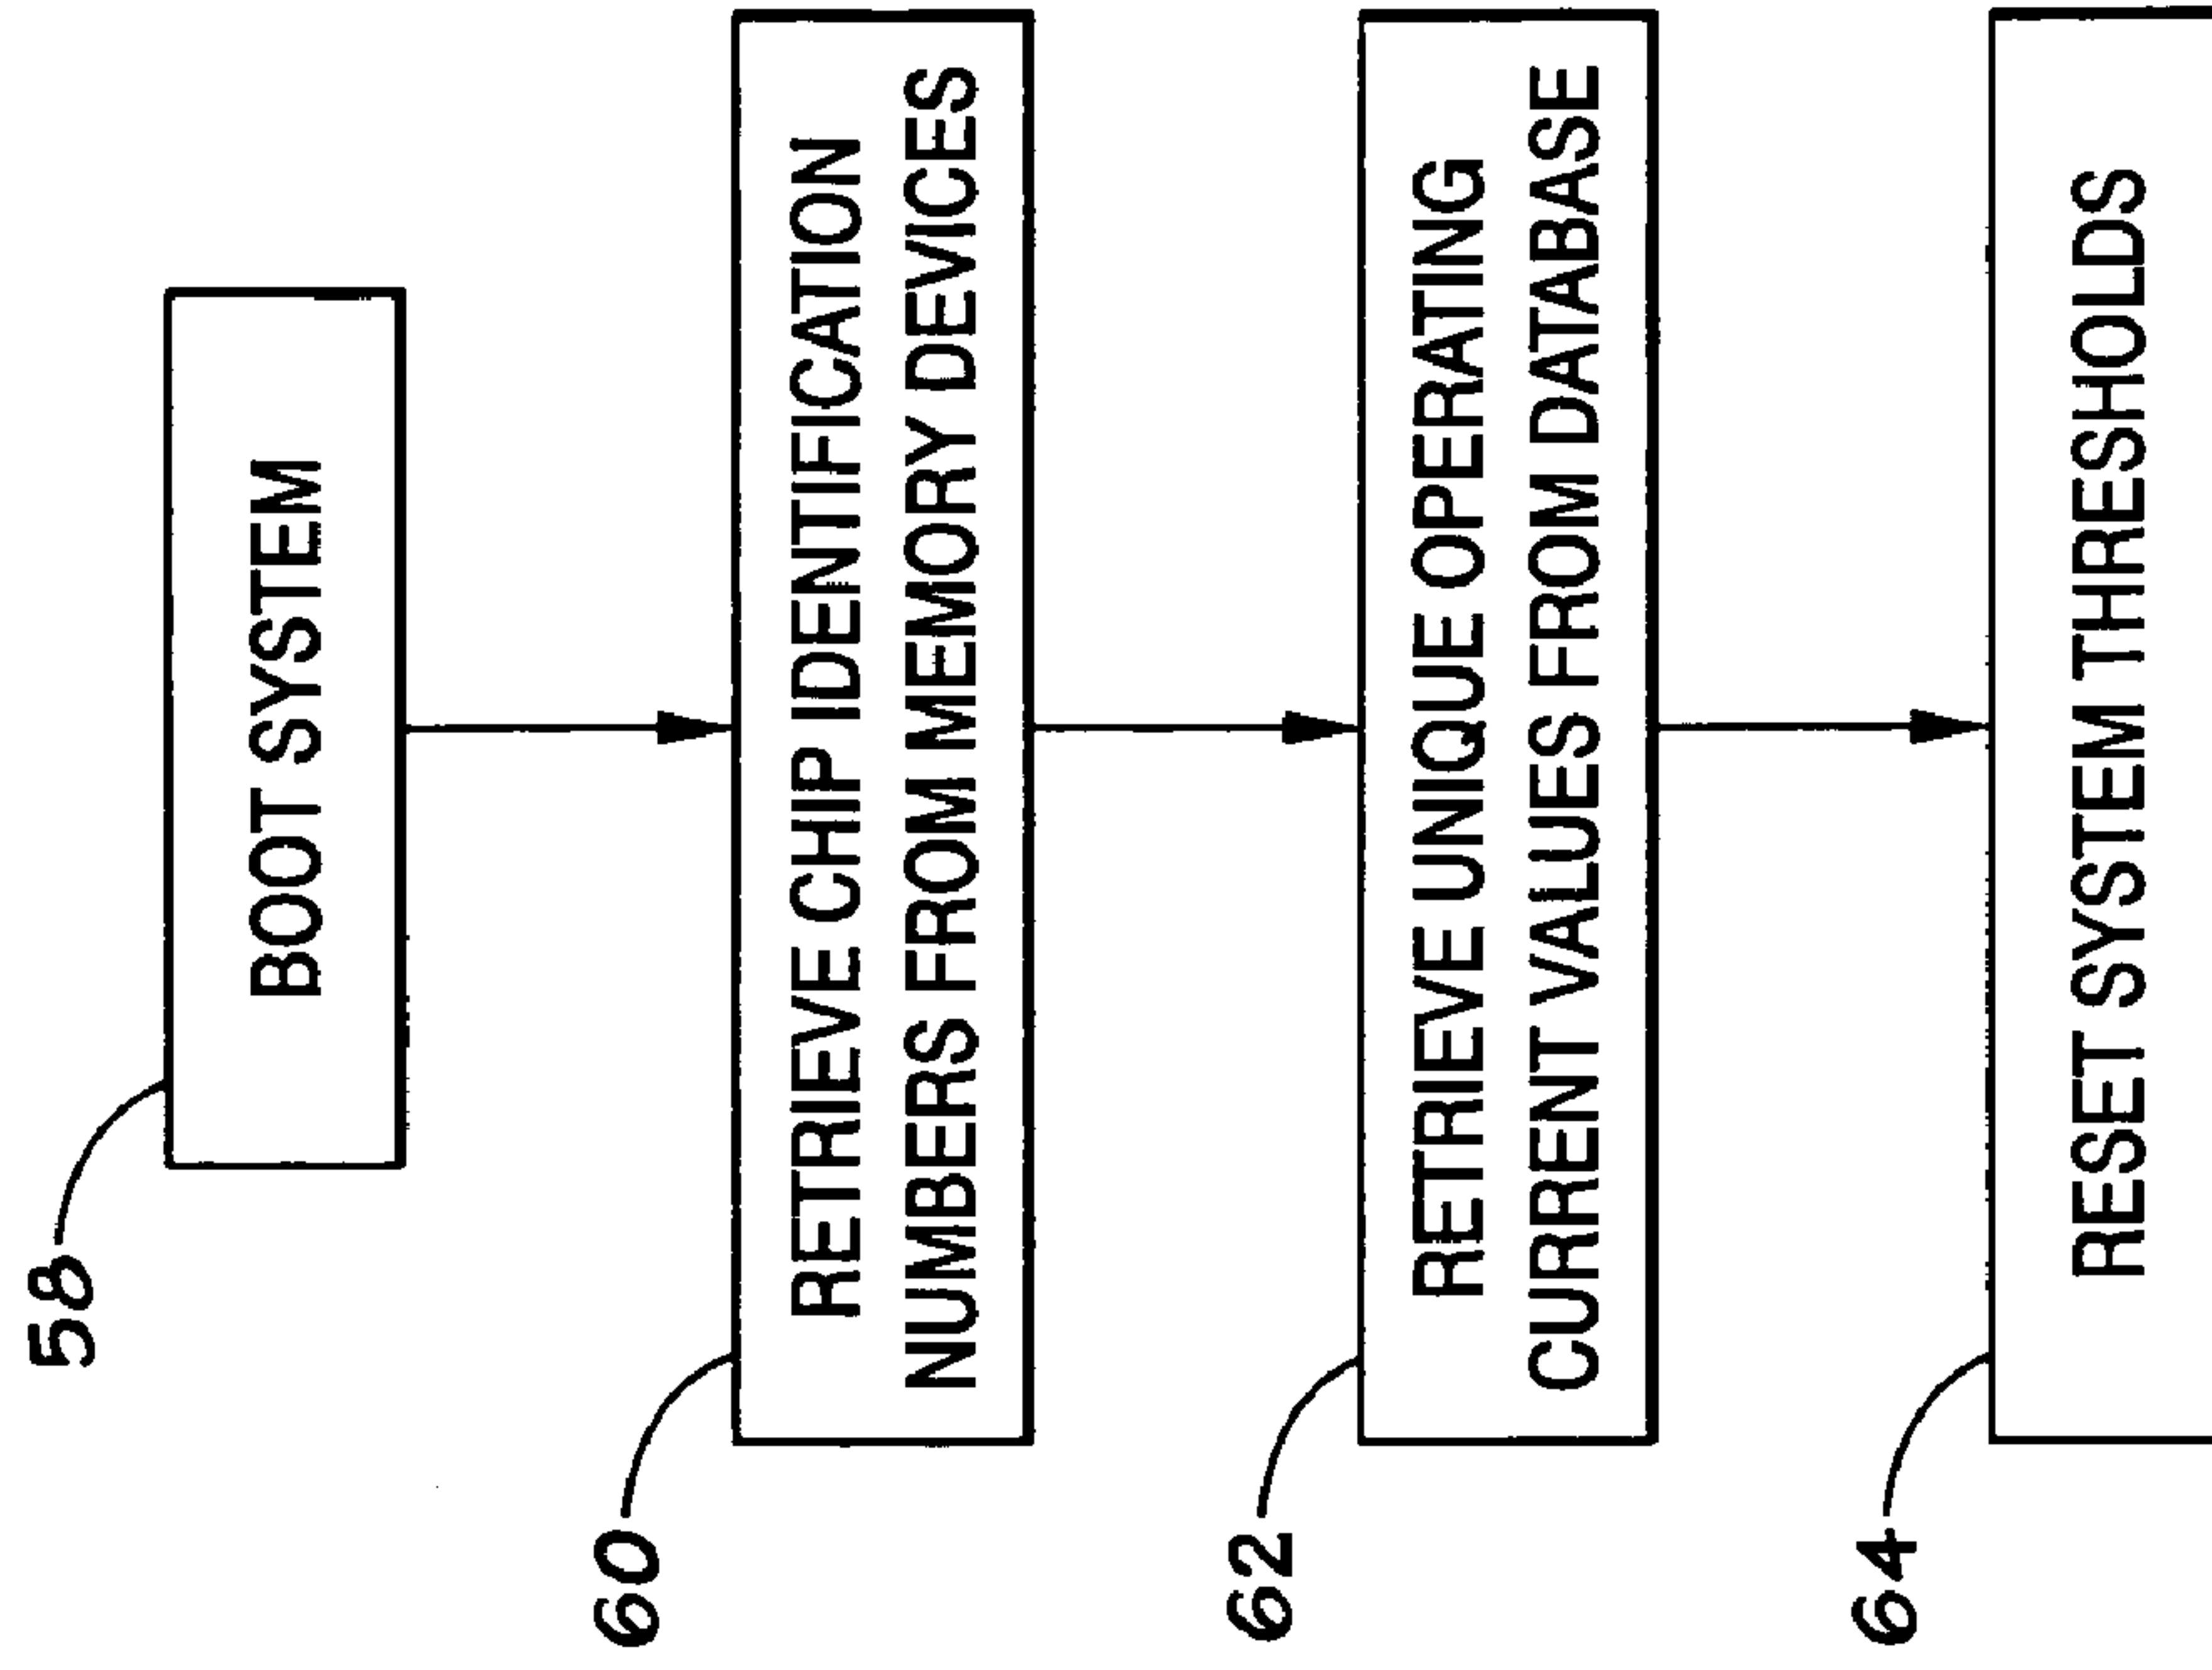 58
BOOT SYSTEM
60
RETRIEVE CHIP IDENTIFICATION
NUMBERS FROM MEMORY DEVICES
62
RETRIEVE UNIQUE OPERATING
CURRENT VALUES FROM DATABASE
64
RESET SYSTEM THRESHOLDS